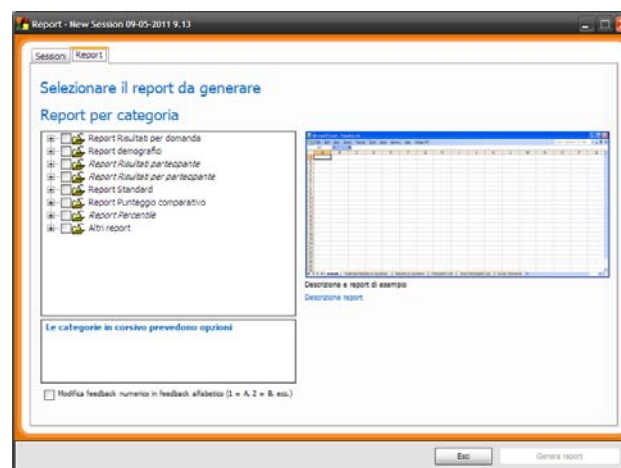 Report - New Session 09-05-2011 9.13
Sessioni Report
Selezionare il report da generare
Report per categoria
Report Risultati per domanda
Report demografici
Report Risultati partecipante
Report Risultati per partecipante
Report Standard
Report Punteggio comparativo
Report Percentile
Altri report
Descrizione e report di esempio
Descrizione report
Le categorie in corsivo prevedono opzioni
Modifica feedback numerico in feedback alfabetico (1 = A, 2 = B, ecc.)
Esci Genera report